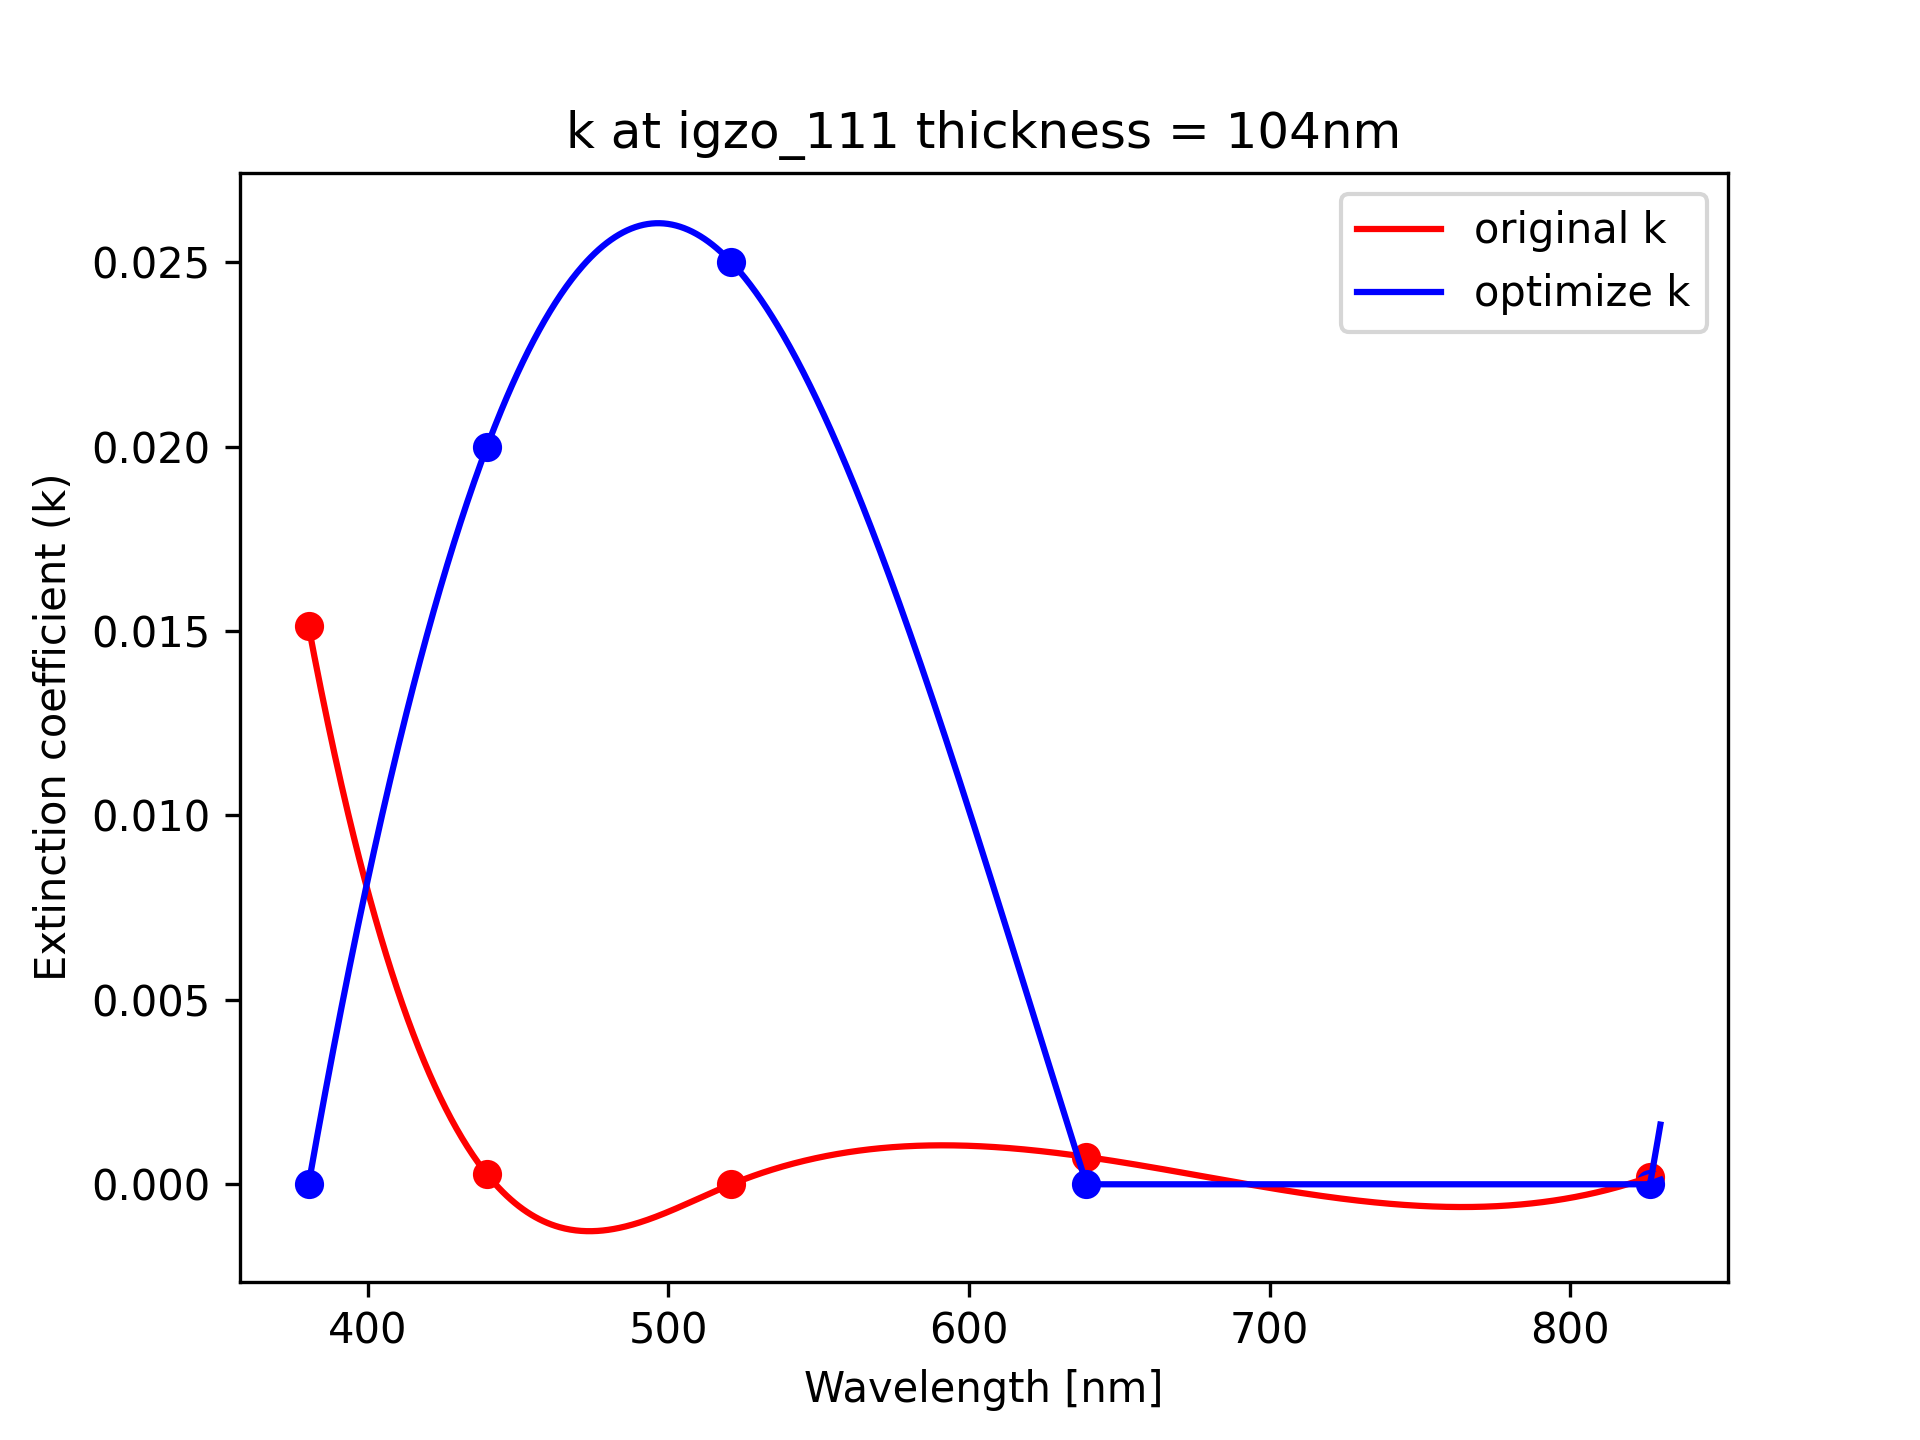 k at igzo_111 thickness = 104nm
original k
optimize k
0.025
0.020
0.015
0.010
0.005
0.000
Extinction coefficient (k)
400 500 600 700 800
Wavelength [nm]